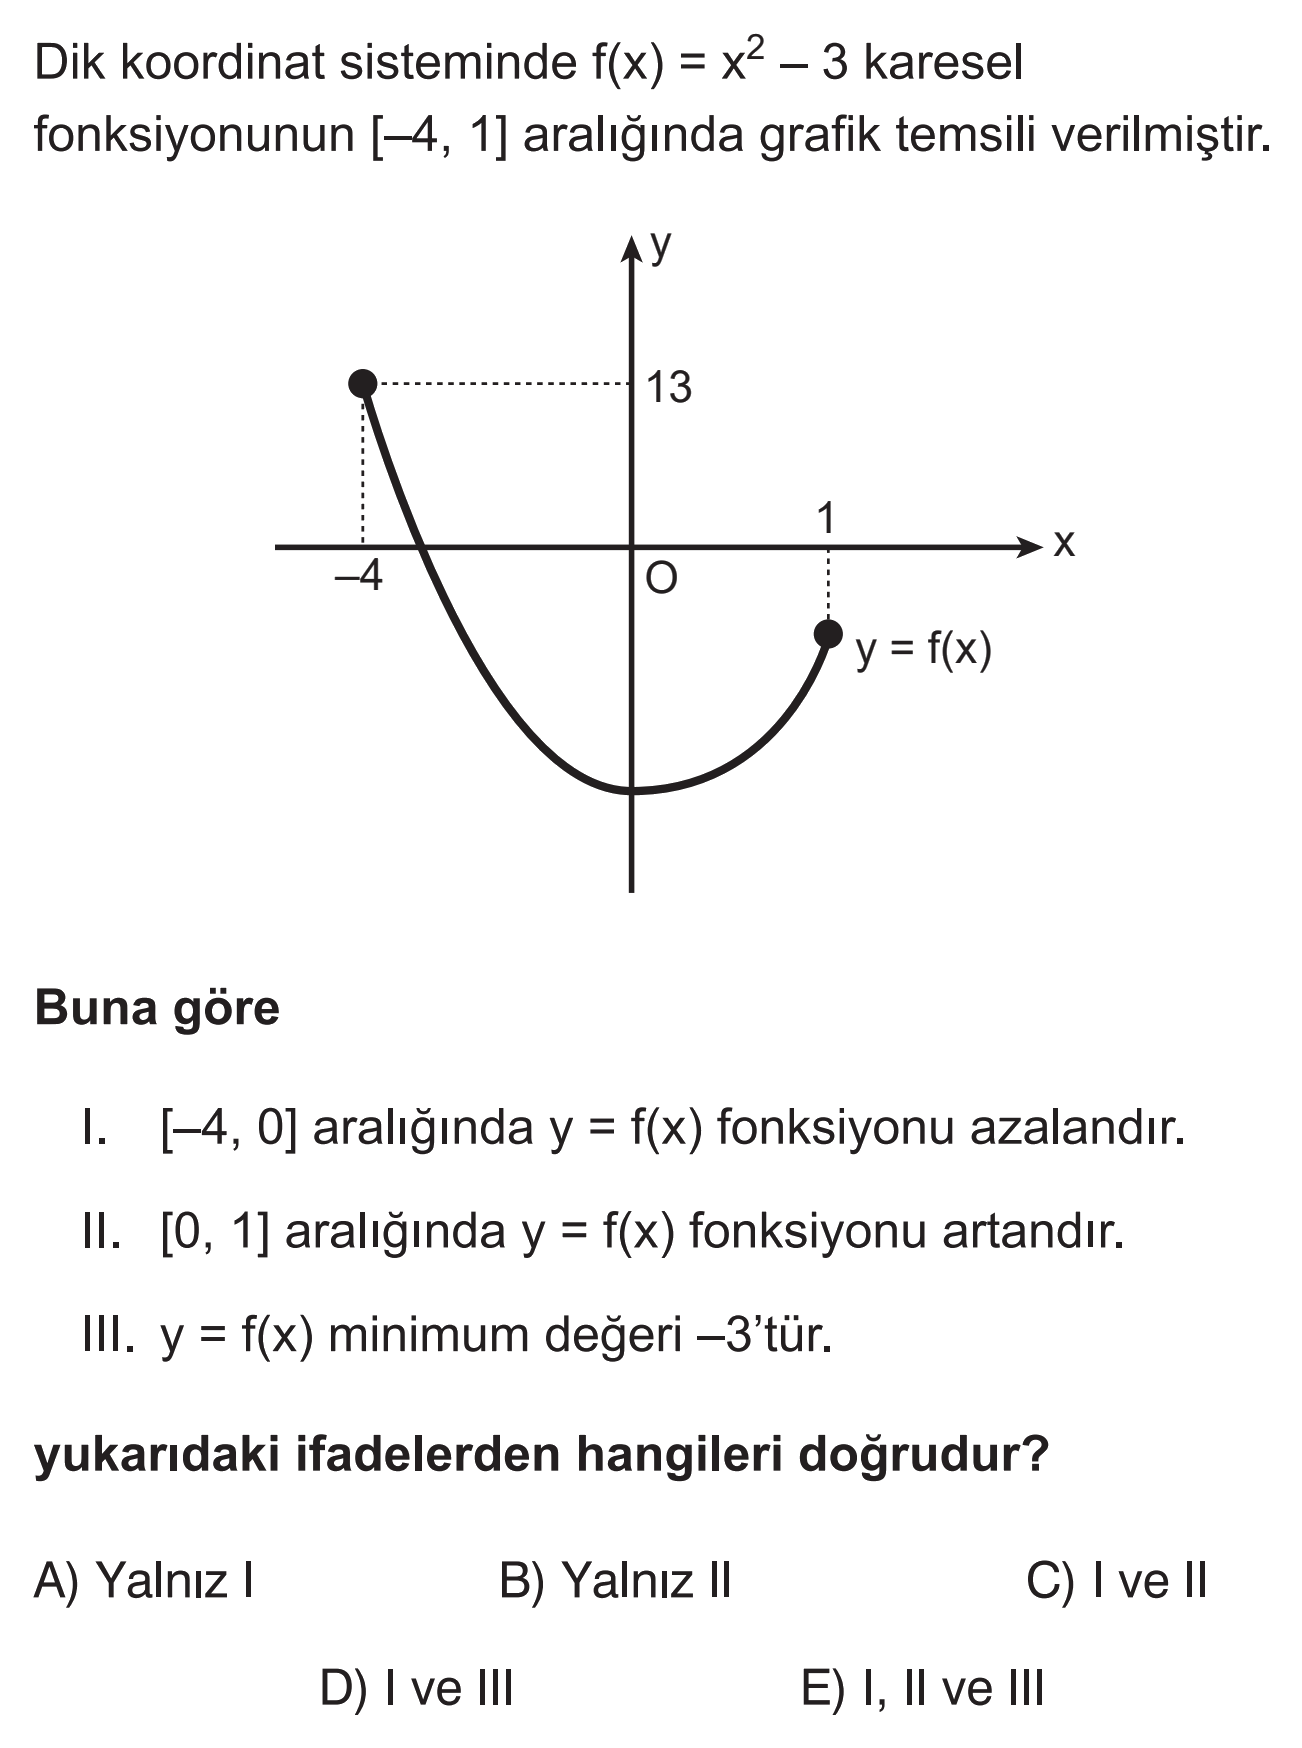 Dik koordinat sisteminde f(x) = x² – 3 karesel
fonksiyonunun [–4, 1] aralığında grafik temsili verilmiştir.
y
13
1
x
–4
O
y = f(x)
Buna göre
I. [–4, 0] aralığında y = f(x) fonksiyonu azalandır.
II. [0, 1] aralığında y = f(x) fonksiyonu artandır.
III. y = f(x) minimum değeri –3’tür.
yukarıdaki ifadelerden hangileri doğrudur?
A) Yalnız I B) Yalnız II C) I ve II
D) I ve III E) I, II ve III